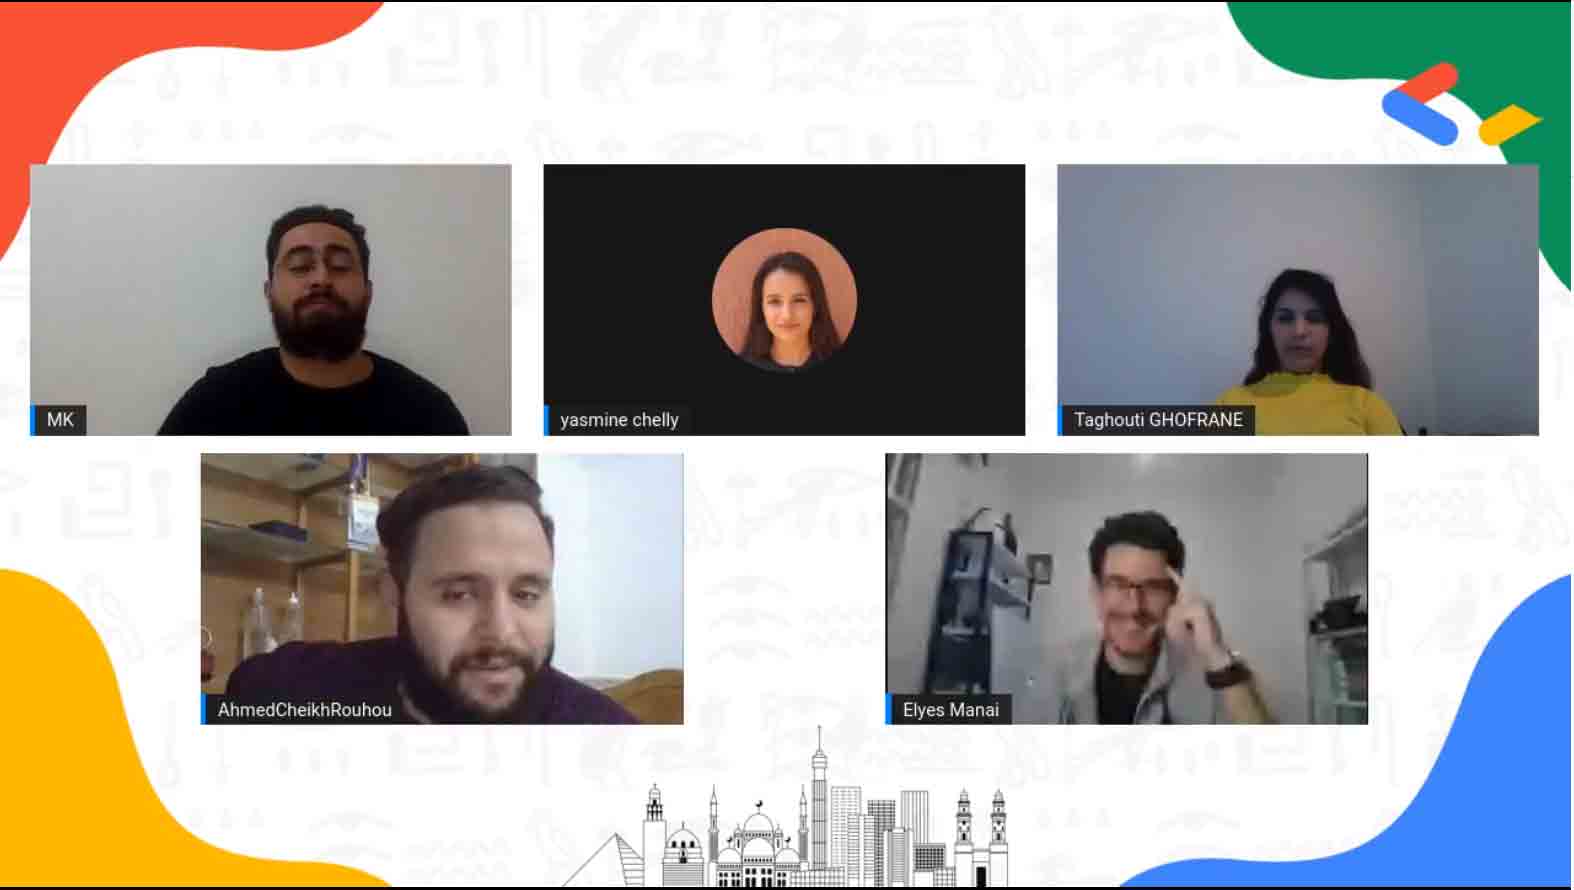 MK
yasmine chelly
Taghouti GHOFRANE
AhmedCheikhRouhou
Elyes Manai